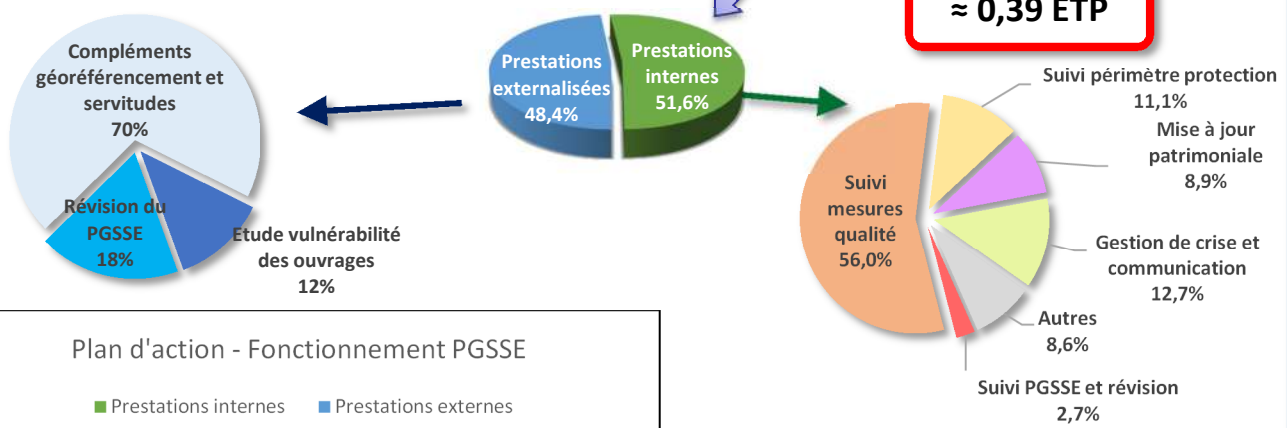 ≈ 0,39 ETP
Compléments
géoréférencement et
servitudes
70%
Révision du
PGSSE
18%
Etude vulnérabilité
des ouvrages
12%
Prestations
externalisées
48,4%
Prestations
internes
51,6%
Suivi périmètre protection
11,1%
Mise à jour
patrimoniale
8,9%
Suivi
mesures
qualité
56,0%
Gestion de crise et
communication
12,7%
Autres
8,6%
Suivi PGSSE et révision
2,7%
Plan d'action - Fonctionnement PGSSE
Prestations internes
Prestations externes